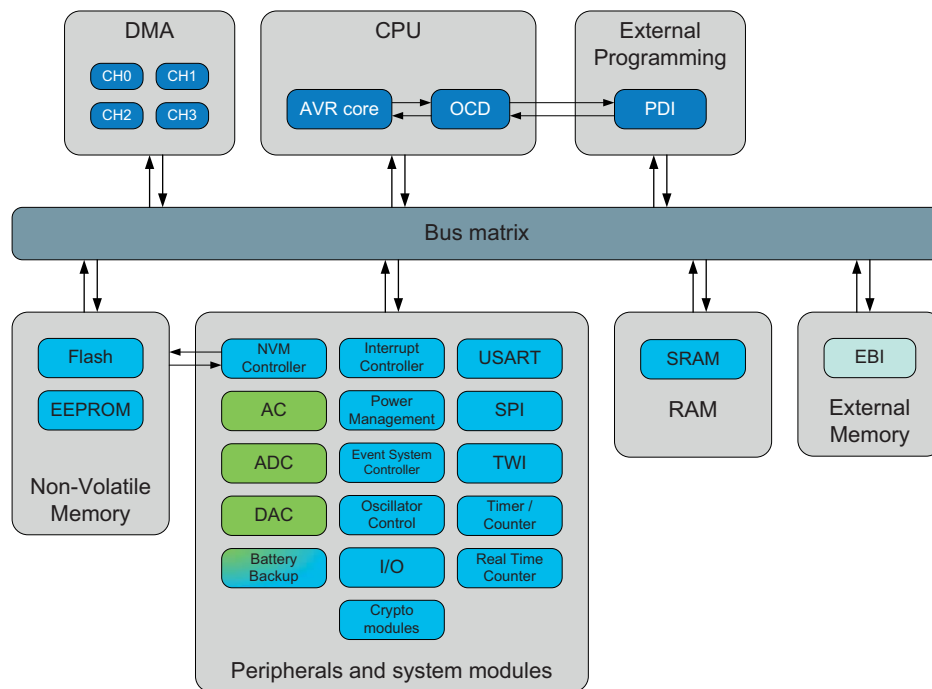 DMA
CH0
CH1
CH2
CH3
CPU
AVR core
OCD
External
Programming
PDI
Bus matrix
Flash
EEPROM
Non-Volatile
Memory
NVM
Controller
Interrupt
Controller
USART
AC
Power
Management
SPI
ADC
Event System
Controller
TWI
DAC
Oscillator
Control
Timer /
Counter
Battery
Backup
I/O
Real Time
Counter
Crypto
modules
Peripherals and system modules
SRAM
RAM
EBI
External
Memory